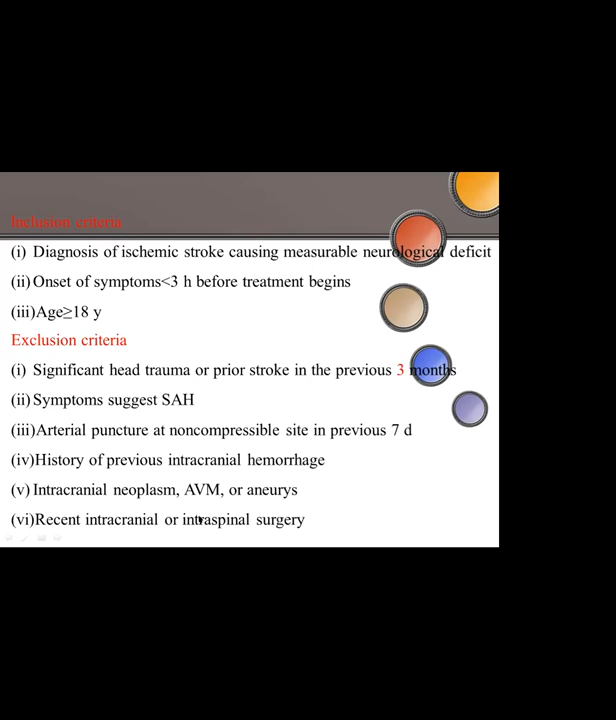 Inclusion criteria
(i) Diagnosis of ischemic stroke causing measurable neurological deficit
(ii) Onset of symptoms<3 h before treatment begins
(iii)Age≥18 y
Exclusion criteria
(i) Significant head trauma or prior stroke in the previous 3 months
(ii) Symptoms suggest SAH
(iii)Arterial puncture at noncompressible site in previous 7 d
(iv)History of previous intracranial hemorrhage
(v) Intracranial neoplasm, AVM, or aneurys
(vi)Recent intracranial or intraspinal surgery